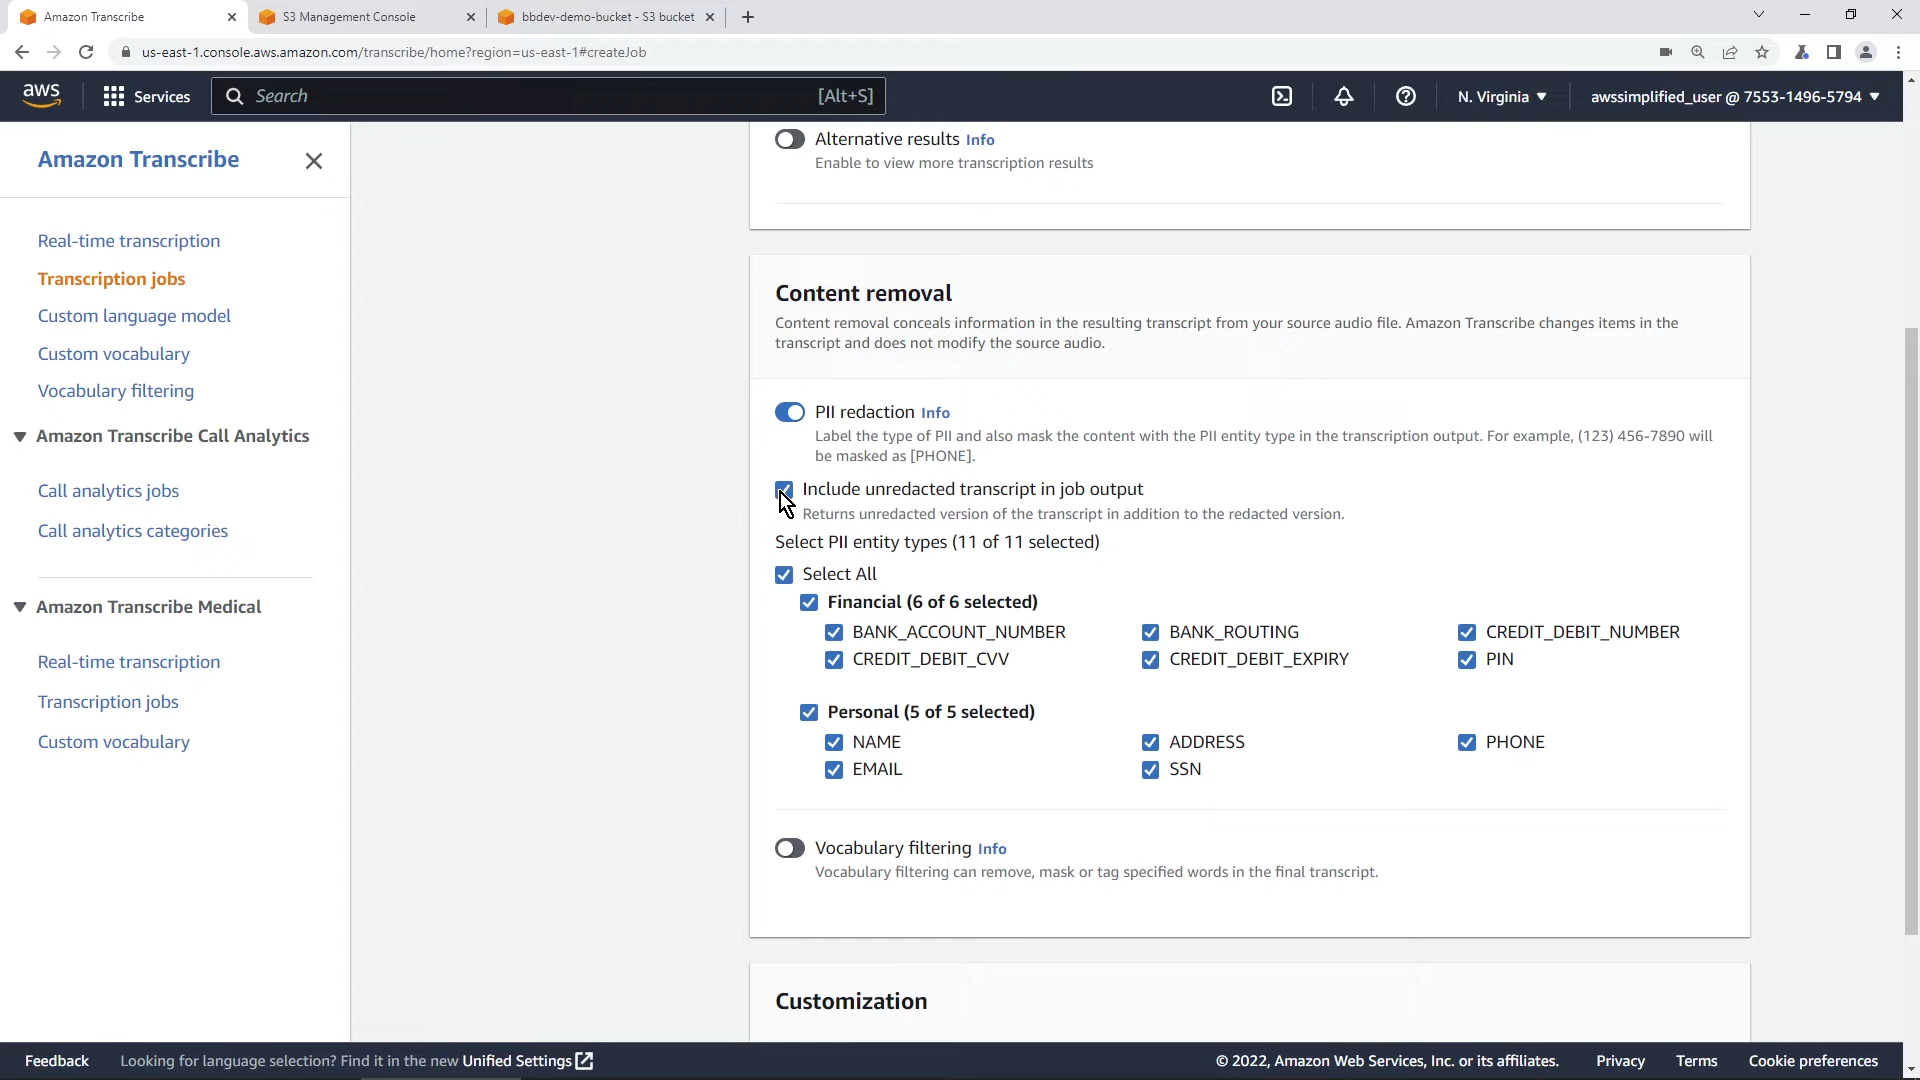 Amazon Transcribe
S3 Management Console
bbdev-demo-bucket - S3 bucket
us-east-1.console.aws.amazon.com/transcribe/home?region=us-east-1#createJob
aws
Services
Search
[Alt+S]
N. Virginia
awssimplified_user @ 7553-1496-5794
Amazon Transcribe
Real-time transcription
Transcription jobs
Custom language model
Custom vocabulary
Vocabulary filtering
Amazon Transcribe Call Analytics
Call analytics jobs
Call analytics categories
Amazon Transcribe Medical
Real-time transcription
Transcription jobs
Custom vocabulary
Alternative results Info
Enable to view more transcription results
Content removal
Content removal conceals information in the resulting transcript from your source audio file. Amazon Transcribe changes items in the
transcript and does not modify the source audio.
PII redaction Info
Label the type of PII and also mask the content with the PII entity type in the transcription output. For example, (123) 456-7890 will
be masked as [PHONE].
Include unredacted transcript in job output
Returns unredacted version of the transcript in addition to the redacted version.
Select PII entity types (11 of 11 selected)
Select All
Financial (6 of 6 selected)
BANK_ACCOUNT_NUMBER BANK_ROUTING CREDIT_DEBIT_NUMBER
CREDIT_DEBIT_CVV CREDIT_DEBIT_EXPIRY PIN
Personal (5 of 5 selected)
NAME ADDRESS PHONE
EMAIL SSN
Vocabulary filtering Info
Vocabulary filtering can remove, mask or tag specified words in the final transcript.
Customization
Feedback
Looking for language selection? Find it in the new Unified Settings
© 2022, Amazon Web Services, Inc. or its affiliates.
Privacy
Terms
Cookie preferences